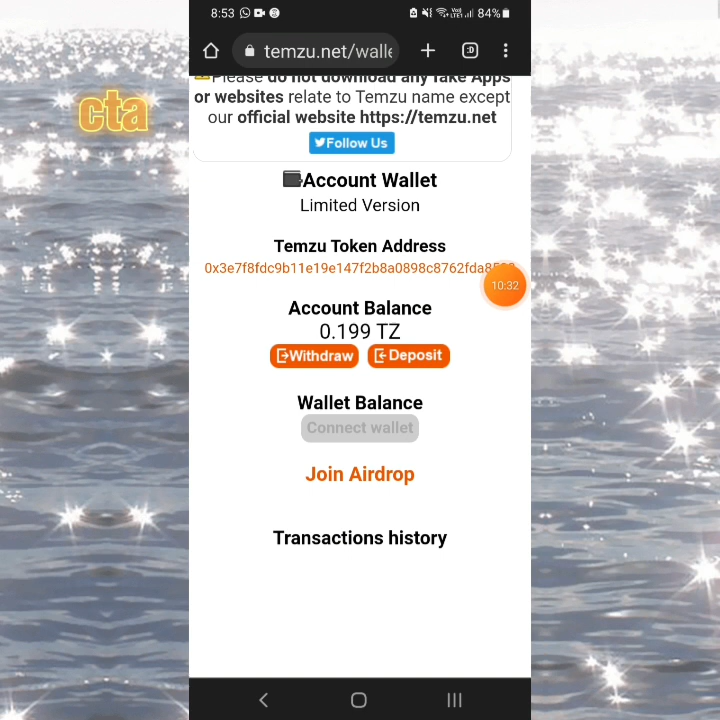 cta
8:53
84%
temzu.net/walle
Please do not download any fake Apps
or websites relate to Temzu name except
our official website https://temzu.net
Follow Us
Account Wallet
Limited Version
Temzu Token Address
0x3e7f8fdc9b11e19e147f2b8a0898c8762fda8
10:32
Account Balance
0.199 TZ
Withdraw
Deposit
Wallet Balance
Connect wallet
Join Airdrop
Transactions history